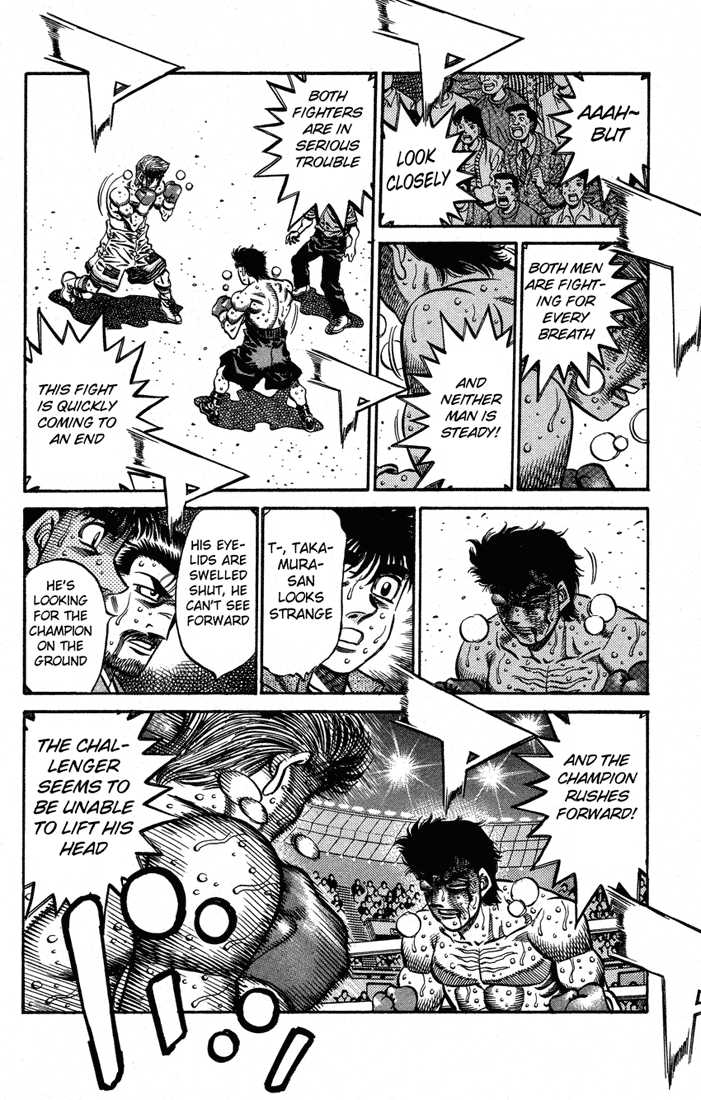 AAAH~
BUT
LOOK
CLOSELY
BOTH MEN
ARE FIGHT-
ING FOR
EVERY
BREATH
AND
NEITHER
MAN IS
STEADY!
BOTH
FIGHTERS
ARE IN
SERIOUS
TROUBLE
THIS FIGHT
IS QUICKLY
COMING TO
AN END
T-, TAKA-
MURA-
SAN
LOOKS
STRANGE
HIS EYE-
LIDS ARE
SWELLED
SHUT, HE
CAN'T SEE
FORWARD
HE'S
LOOKING
FOR THE
CHAMPION
ON THE
GROUND
AND THE
CHAMPION
RUSHES
FORWARD!
THE CHAL-
LENGER
SEEMS TO
BE UNABLE
TO LIFT HIS
HEAD